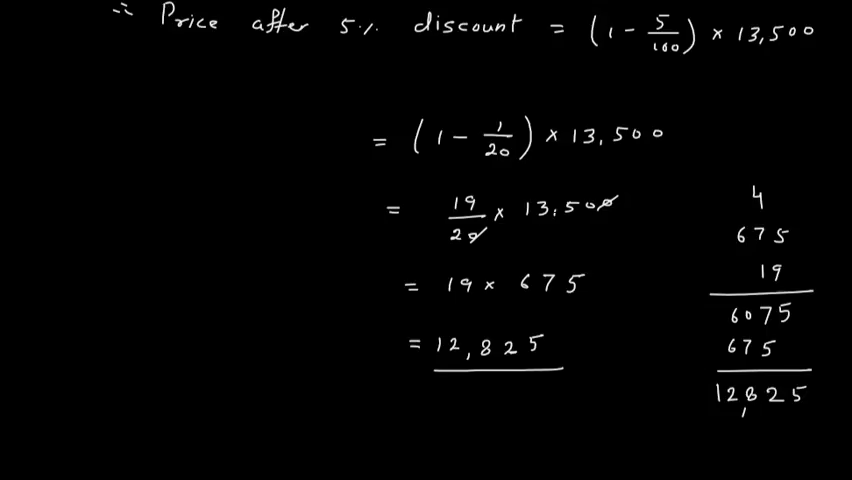 ∴ Price after 5% discount = (1 - 5/100) × 13,500
= (1 - 1/20) × 13,500
= 19/20 × 13,500
= 19 × 675
= 12,825
4
675
19
6075
675
12825